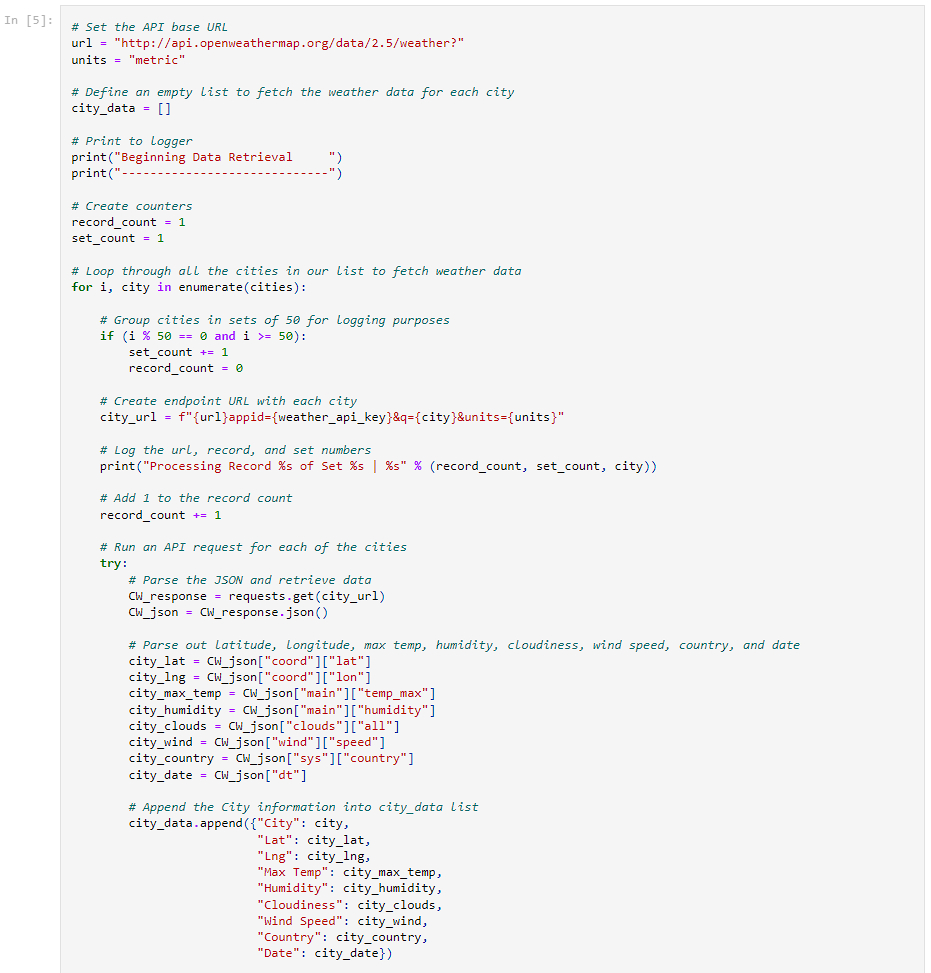 In [5]:
# Set the API base URL
url = "http://api.openweathermap.org/data/2.5/weather?"
units = "metric"

# Define an empty list to fetch the weather data for each city
city_data = []

# Print to logger
print("Beginning Data Retrieval     ")
print("-----------------------------")

# Create counters
record_count = 1
set_count = 1

# Loop through all the cities in our list to fetch weather data
for i, city in enumerate(cities):

    # Group cities in sets of 50 for logging purposes
    if (i % 50 == 0 and i >= 50):
        set_count += 1
        record_count = 0

    # Create endpoint URL with each city
    city_url = f"{url}appid={weather_api_key}&q={city}&units={units}"

    # Log the url, record, and set numbers
    print("Processing Record %s of Set %s | %s" % (record_count, set_count, city))

    # Add 1 to the record count
    record_count += 1

    # Run an API request for each of the cities
    try:
        # Parse the JSON and retrieve data
        CW_response = requests.get(city_url)
        CW_json = CW_response.json()

        # Parse out latitude, longitude, max temp, humidity, cloudiness, wind speed, country, and date
        city_lat = CW_json["coord"]["lat"]
        city_lng = CW_json["coord"]["lon"]
        city_max_temp = CW_json["main"]["temp_max"]
        city_humidity = CW_json["main"]["humidity"]
        city_clouds = CW_json["clouds"]["all"]
        city_wind = CW_json["wind"]["speed"]
        city_country = CW_json["sys"]["country"]
        city_date = CW_json["dt"]

        # Append the City information into city_data list
        city_data.append({"City": city,
                          "Lat": city_lat,
                          "Lng": city_lng,
                          "Max Temp": city_max_temp,
                          "Humidity": city_humidity,
                          "Cloudiness": city_clouds,
                          "Wind Speed": city_wind,
                          "Country": city_country,
                          "Date": city_date})